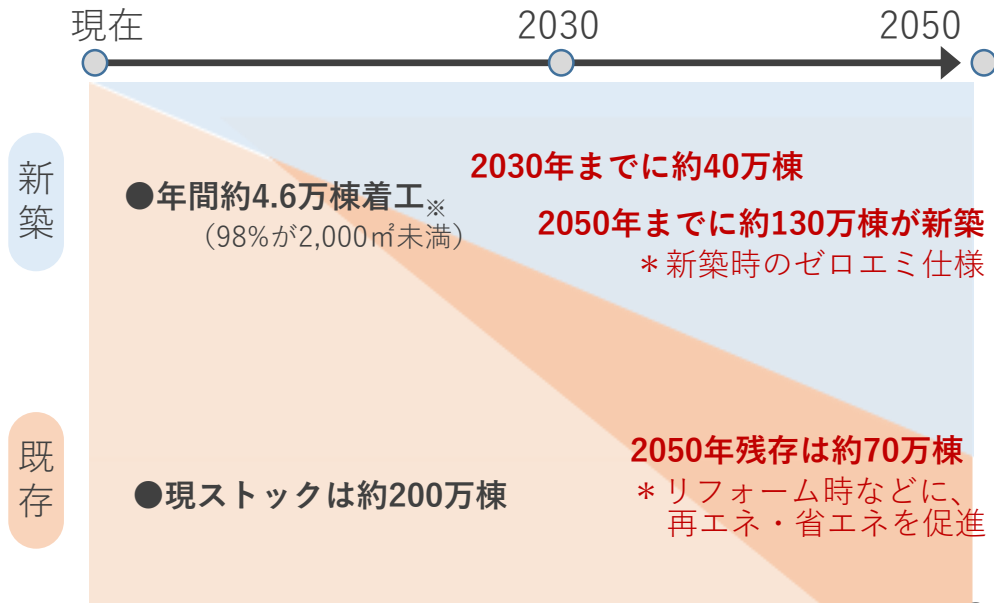 現在
2030
2050
新築
2030年までに約40万棟
●年間約4.6万棟着工※
（98%が2,000㎡未満）
2050年までに約130万棟が新築
＊新築時のゼロエミ仕様
既存
2050年残存は約70万棟
●現ストックは約200万棟
＊リフォーム時などに、
再エネ・省エネを促進